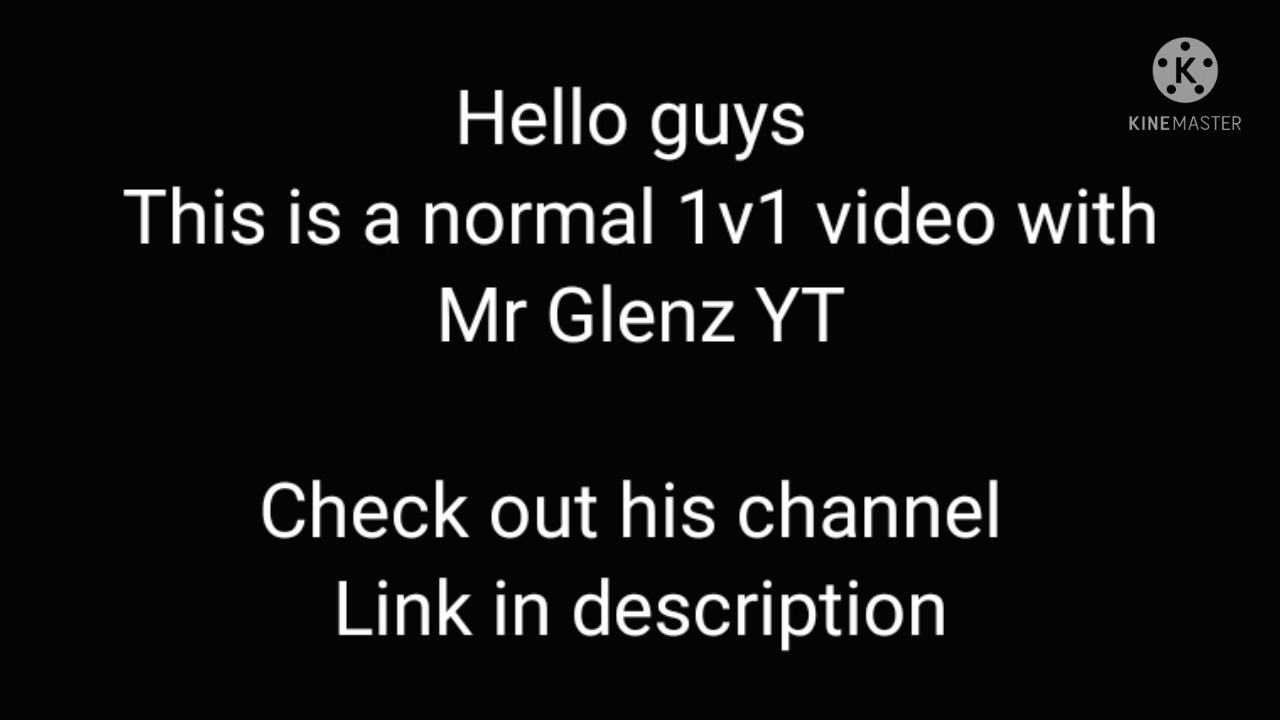 Hello guys
This is a normal 1v1 video with
Mr Glenz YT
Check out his channel
Link in description
K
KINEMASTER